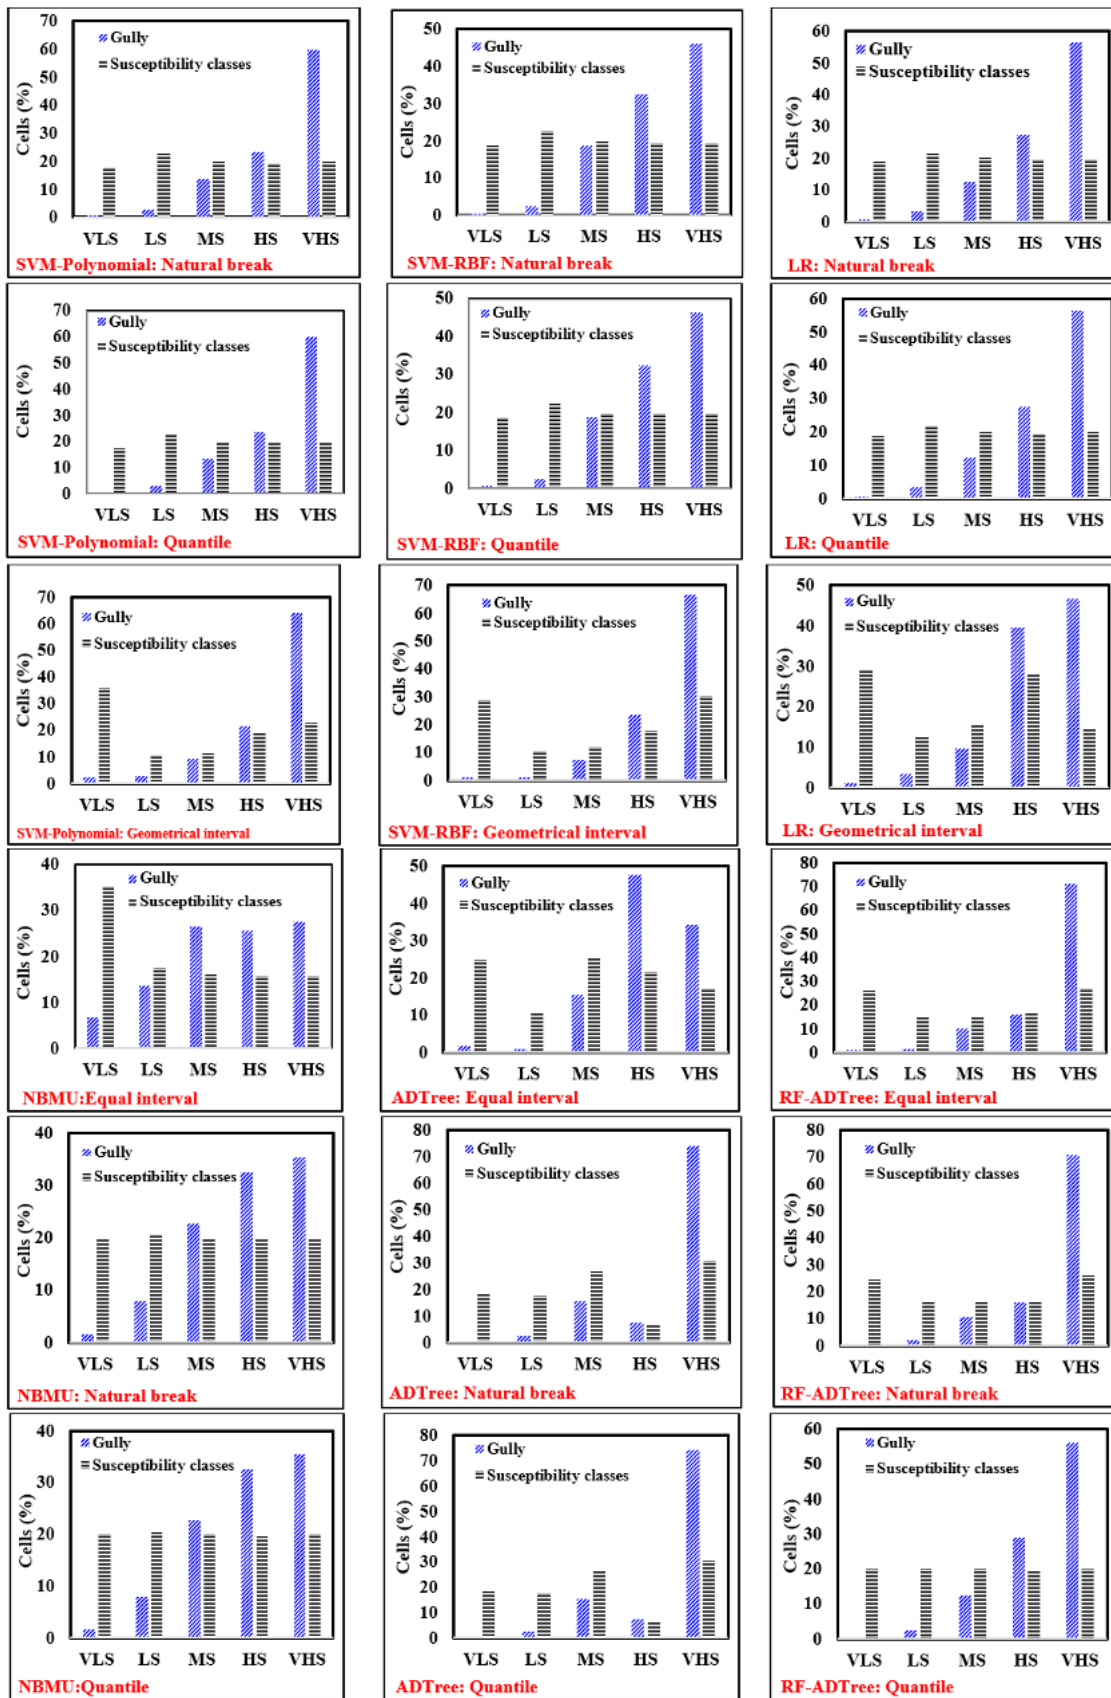 70
60
50
40
30
20
10
0
Cells (%)
Gully
Susceptibility classes
VLS LS MS HS VHS
SVM-Polynomial: Natural break
50
40
30
20
10
0
Cells (%)
Gully
Susceptibility classes
VLS LS MS HS VHS
SVM-RBF: Natural break
60
50
40
30
20
10
0
Cells (%)
Gully
Susceptibility classes
VLS LS MS HS VHS
LR: Natural break
70
60
50
40
30
20
10
0
Cells (%)
Gully
Susceptibility classes
VLS LS MS HS VHS
SVM-Polynomial: Quantile
50
40
30
20
10
0
Cells (%)
Gully
Susceptibility classes
VLS LS MS HS VHS
SVM-RBF: Quantile
60
50
40
30
20
10
0
Cells (%)
Gully
Susceptibility classes
VLS LS MS HS VHS
LR: Quantile
70
60
50
40
30
20
10
0
Cells (%)
Gully
Susceptibility classes
VLS LS MS HS VHS
SVM-Polynomial: Geometrical interval
70
60
50
40
30
20
10
0
Cells (%)
Gully
Susceptibility classes
VLS LS MS HS VHS
SVM-RBF: Geometrical interval
50
40
30
20
10
0
Cells (%)
Gully
Susceptibility classes
VLS LS MS HS VHS
LR: Geometrical interval
40
30
20
10
0
Cells (%)
Gully
Susceptibility classes
VLS LS MS HS VHS
NBMU:Equal interval
50
40
30
20
10
0
Cells (%)
Gully
Susceptibility classes
VLS LS MS HS VHS
ADTree: Equal interval
80
70
60
50
40
30
20
10
0
Cells (%)
Gully
Susceptibility classes
VLS LS MS HS VHS
RF-ADTree: Equal interval
40
30
20
10
0
Cells (%)
Gully
Susceptibility classes
VLS LS MS HS VHS
NBMU: Natural break
80
70
60
50
40
30
20
10
0
Cells (%)
Gully
Susceptibility classes
VLS LS MS HS VHS
ADTree: Natural break
80
70
60
50
40
30
20
10
0
Cells (%)
Gully
Susceptibility classes
VLS LS MS HS VHS
RF-ADTree: Natural break
40
30
20
10
0
Cells (%)
Gully
Susceptibility classes
VLS LS MS HS VHS
NBMU:Quantile
80
70
60
50
40
30
20
10
0
Cells (%)
Gully
Susceptibility classes
VLS LS MS HS VHS
ADTree: Quantile
60
50
40
30
20
10
0
Cells (%)
Gully
Susceptibility classes
VLS LS MS HS VHS
RF-ADTree: Quantile